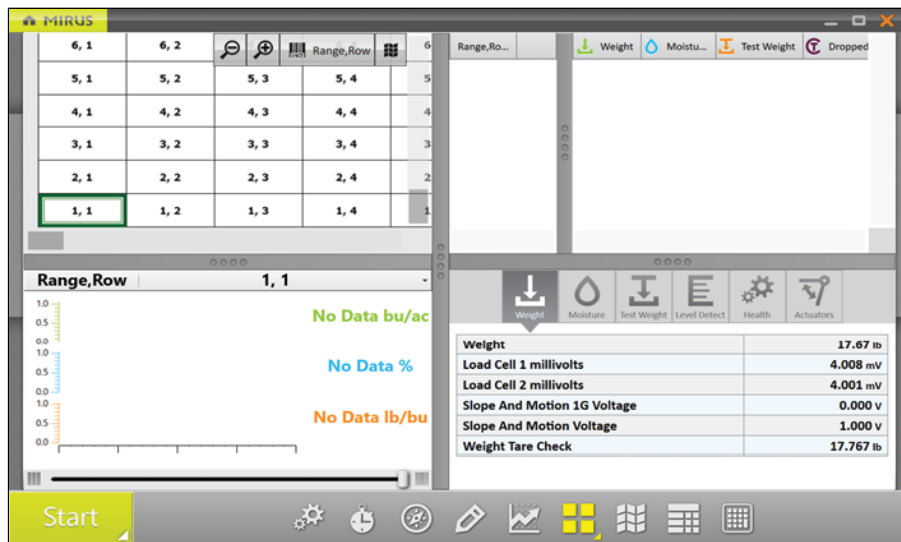 MIRUS
6, 1 6, 2 Range,Row 6
5, 1 5, 2 5, 3 5, 4 5
4, 1 4, 2 4, 3 4, 4 4
3, 1 3, 2 3, 3 3, 4 3
2, 1 2, 2 2, 3 2, 4 2
1, 1 1, 2 1, 3 1, 4 1
Range,Row 1, 1
1.0
0.5
0.0
No Data bu/ac
1.0
0.5
0.0
No Data %
1.0
0.5
0.0
No Data lb/bu
Range,Ro... Weight Moistu... Test Weight Dropped
Weight Moisture Test Weight Level Detect Health Actuators
Weight 17.67 lb
Load Cell 1 millivolts 4.008 mV
Load Cell 2 millivolts 4.001 mV
Slope And Motion 1G Voltage 0.000 V
Slope And Motion Voltage 1.000 V
Weight Tare Check 17.767 lb
Start